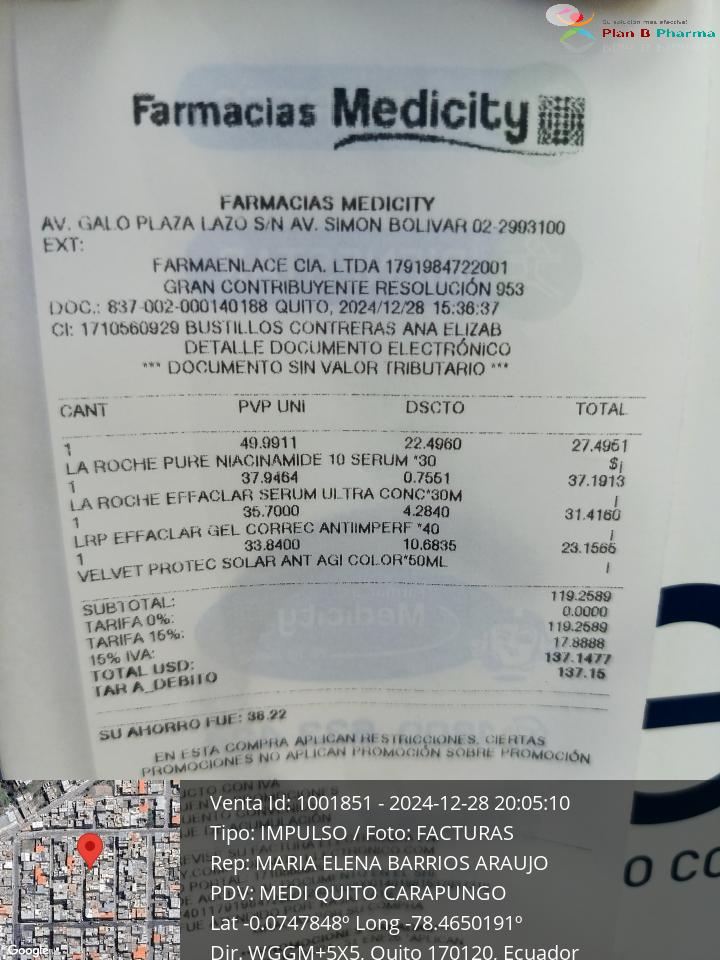 Su solución más efectiva!
Plan B Pharma
Farmacias Medicity
FARMACIAS MEDICITY
AV. GALO PLAZA LAZO S/N AV. SIMON BOLIVAR 02-2993100
EXT:
FARMAENLACE CIA. LTDA 1791984722001
GRAN CONTRIBUYENTE RESOLUCIÓN 953
DOC.: 837-002-000140188 QUITO, 2024/12/28 15:36:37
CI: 1710560929 BUSTILLOS CONTRERAS ANA ELIZAB
DETALLE DOCUMENTO ELECTRÓNICO
*** DOCUMENTO SIN VALOR TRIBUTARIO ***
CANT PVP UNI DSCTO TOTAL
1 49.9911 22.4960 27.4951
LA ROCHE PURE NIACINAMIDE 10 SERUM *30 $¡
1 37.9464 0.7551 37.1913
LA ROCHE EFFACLAR SERUM ULTRA CONC*30M ¡
1 35.7000 4.2840 31.4160
LRP EFFACLAR GEL CORREC ANTIIMPERF *40 ¡
1 33.8400 10.6835 23.1565
VELVET PROTEC SOLAR ANT AGI COLOR*50ML ¡
SUBTOTAL: 119.2589
TARIFA 0%: 0.0000
TARIFA 15%: 119.2589
15% IVA: 17.8888
TOTAL USD: 137.1477
TAR A_DEBITO 137.15
SU AHORRO FUE: 38.22
EN ESTA COMPRA APLICAN RESTRICCIONES, CIERTAS
PROMOCIONES NO APLICAN PROMOCIÓN SOBRE PROMOCIÓN
Venta Id: 1001851 - 2024-12-28 20:05:10
Tipo: IMPULSO / Foto: FACTURAS
Rep: MARIA ELENA BARRIOS ARAUJO
PDV: MEDI QUITO CARAPUNGO
Lat -0.0747848º Long -78.4650191º
Dir. WGGM+5X5, Quito 170120, Ecuador
Google